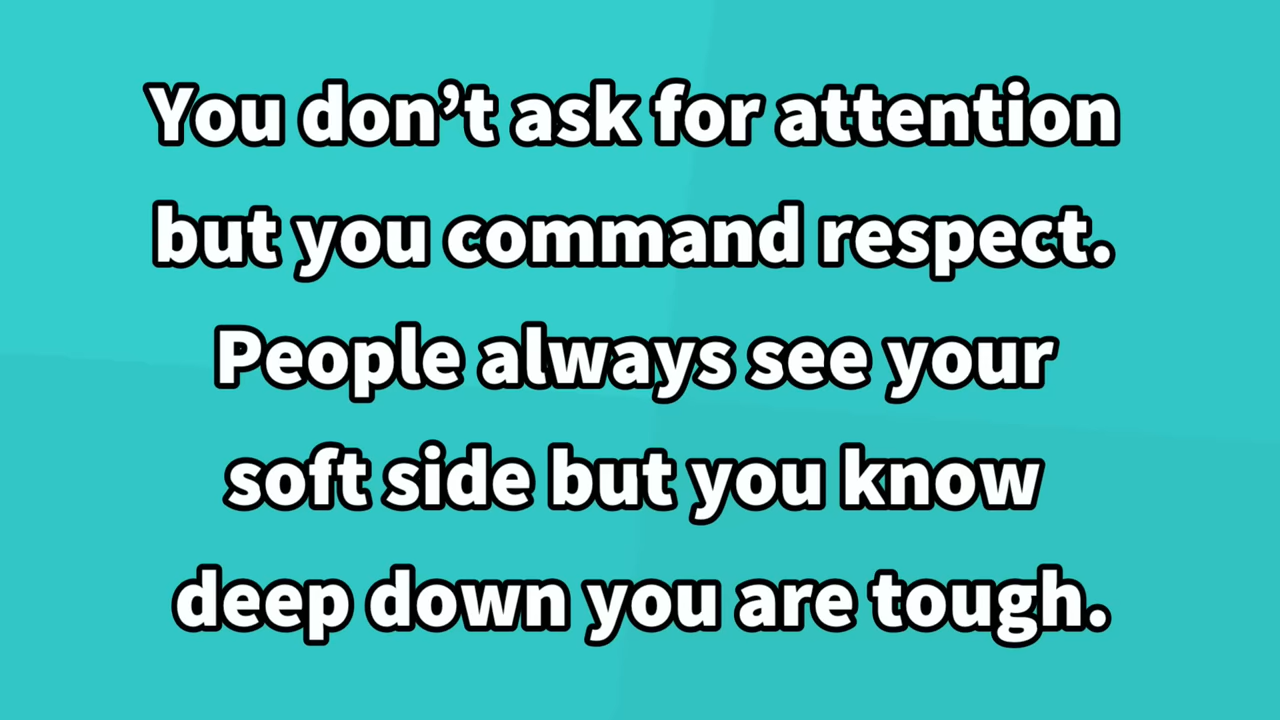 You don’t ask for attention
but you command respect.
People always see your
soft side but you know
deep down you are tough.